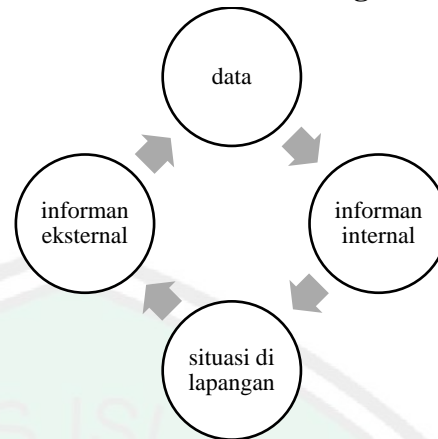 data
informan
eksternal
informan
internal
situasi di
lapangan